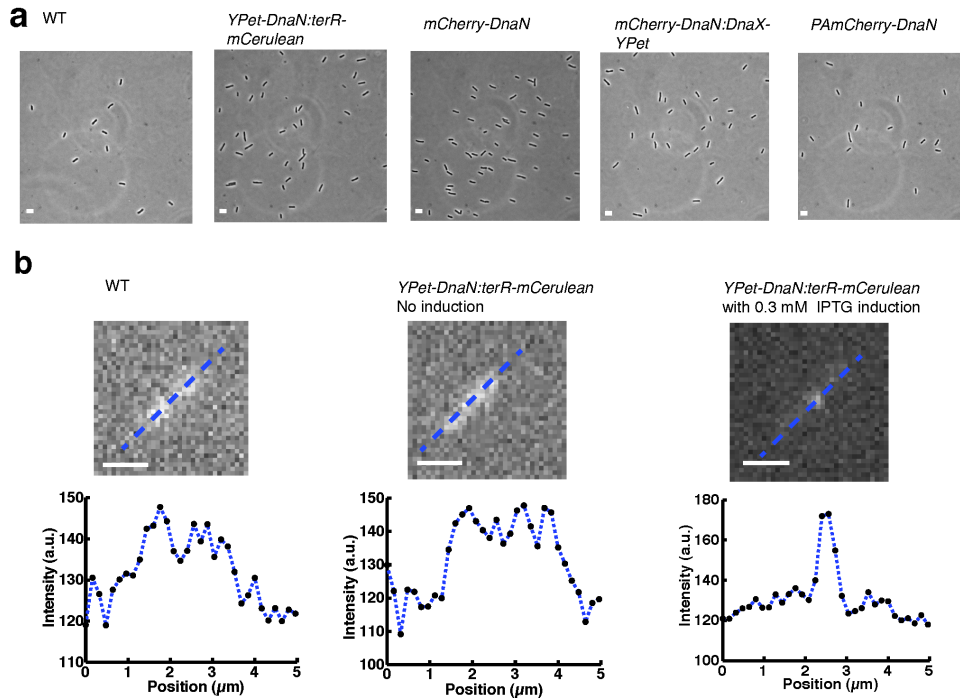 a
WT
YPet-DnaN:terR-
mCerulean
mCherry-DnaN
mCherry-DnaN:DnaX-
YPet
PAmCherry-DnaN
b
WT
YPet-DnaN:terR-mCerulean
No induction
YPet-DnaN:terR-mCerulean
with 0.3 mM IPTG induction
Intensity (a.u.)
150
140
130
120
110
0 1 2 3 4 5
Position (µm)
Intensity (a.u.)
150
140
130
120
110
100
0 1 2 3 4 5
Position (µm)
Intensity (a.u.)
180
160
140
120
100
0 1 2 3 4 5
Position (µm)